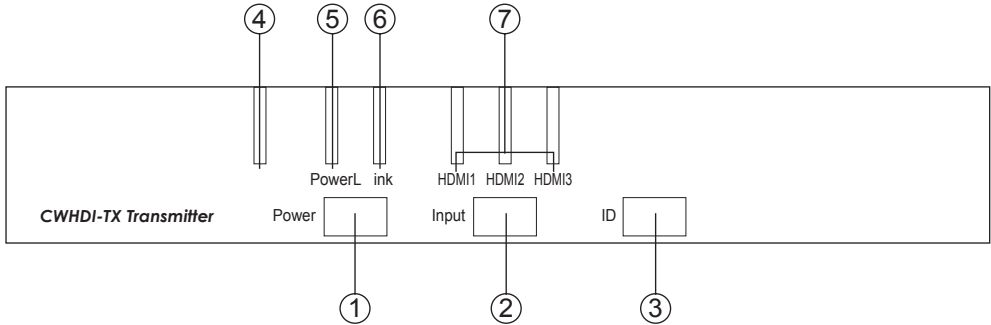 ④ ⑤ ⑥ ⑦
PowerL ink HDMI1 HDMI2 HDMI3
CWHDI-TX Transmitter Power Input ID
① ② ③